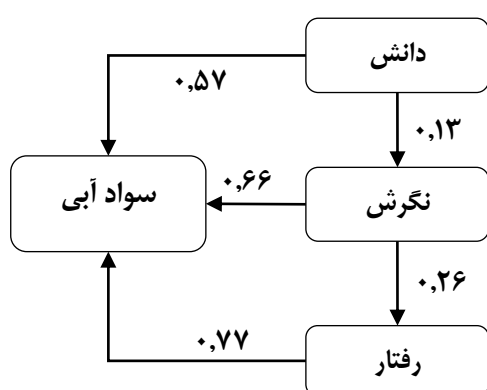 دانش
۰,۵۷
۰,۱۳
سواد آبی
۰,۶۶
نگرش
۰,۲۶
۰,۷۷
رفتار